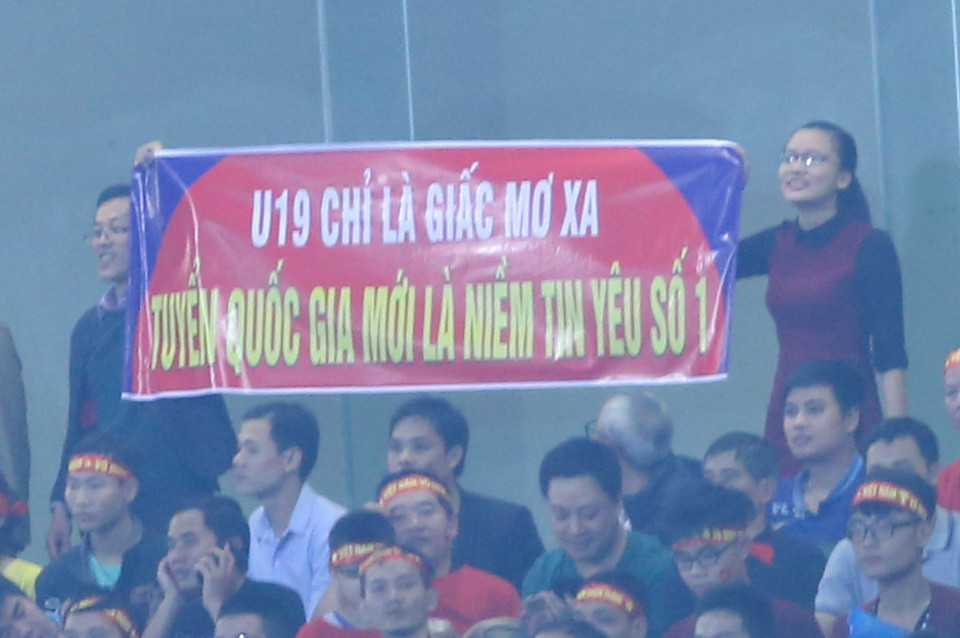 U19 CHỈ LÀ GIẤC MƠ XA
TUYỂN QUỐC GIA MỚI LÀ NIỀM TIN YÊU SỐ 1